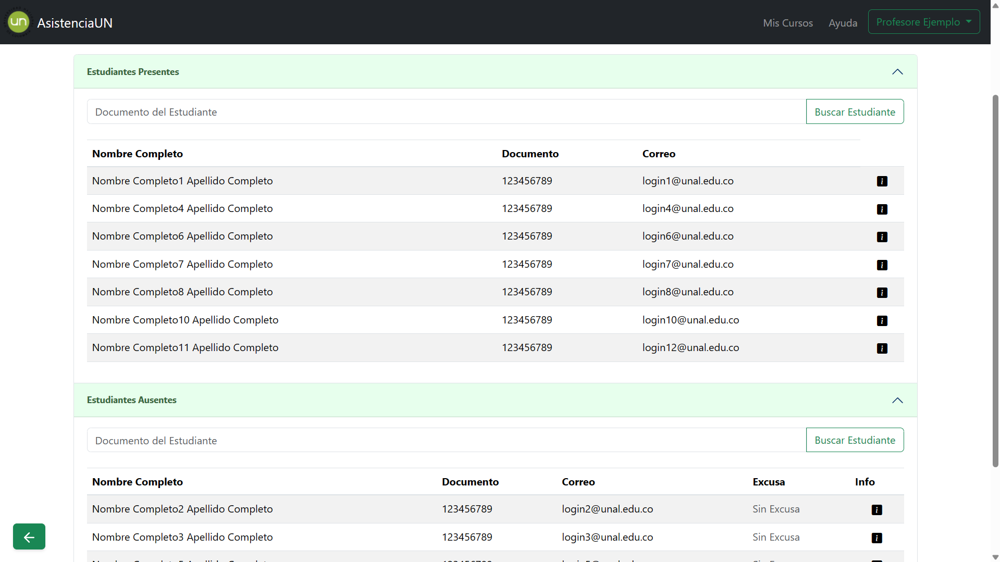 un AsistenciaUN Mis Cursos Ayuda Profesore Ejemplo
Estudiantes Presentes
Documento del Estudiante Buscar Estudiante
Nombre Completo Documento Correo
Nombre Completo1 Apellido Completo 123456789 login1@unal.edu.co i
Nombre Completo4 Apellido Completo 123456789 login4@unal.edu.co i
Nombre Completo6 Apellido Completo 123456789 login6@unal.edu.co i
Nombre Completo7 Apellido Completo 123456789 login7@unal.edu.co i
Nombre Completo8 Apellido Completo 123456789 login8@unal.edu.co i
Nombre Completo10 Apellido Completo 123456789 login10@unal.edu.co i
Nombre Completo11 Apellido Completo 123456789 login12@unal.edu.co i
Estudiantes Ausentes
Documento del Estudiante Buscar Estudiante
Nombre Completo Documento Correo Excusa Info
Nombre Completo2 Apellido Completo 123456789 login2@unal.edu.co Sin Excusa i
Nombre Completo3 Apellido Completo 123456789 login3@unal.edu.co Sin Excusa i